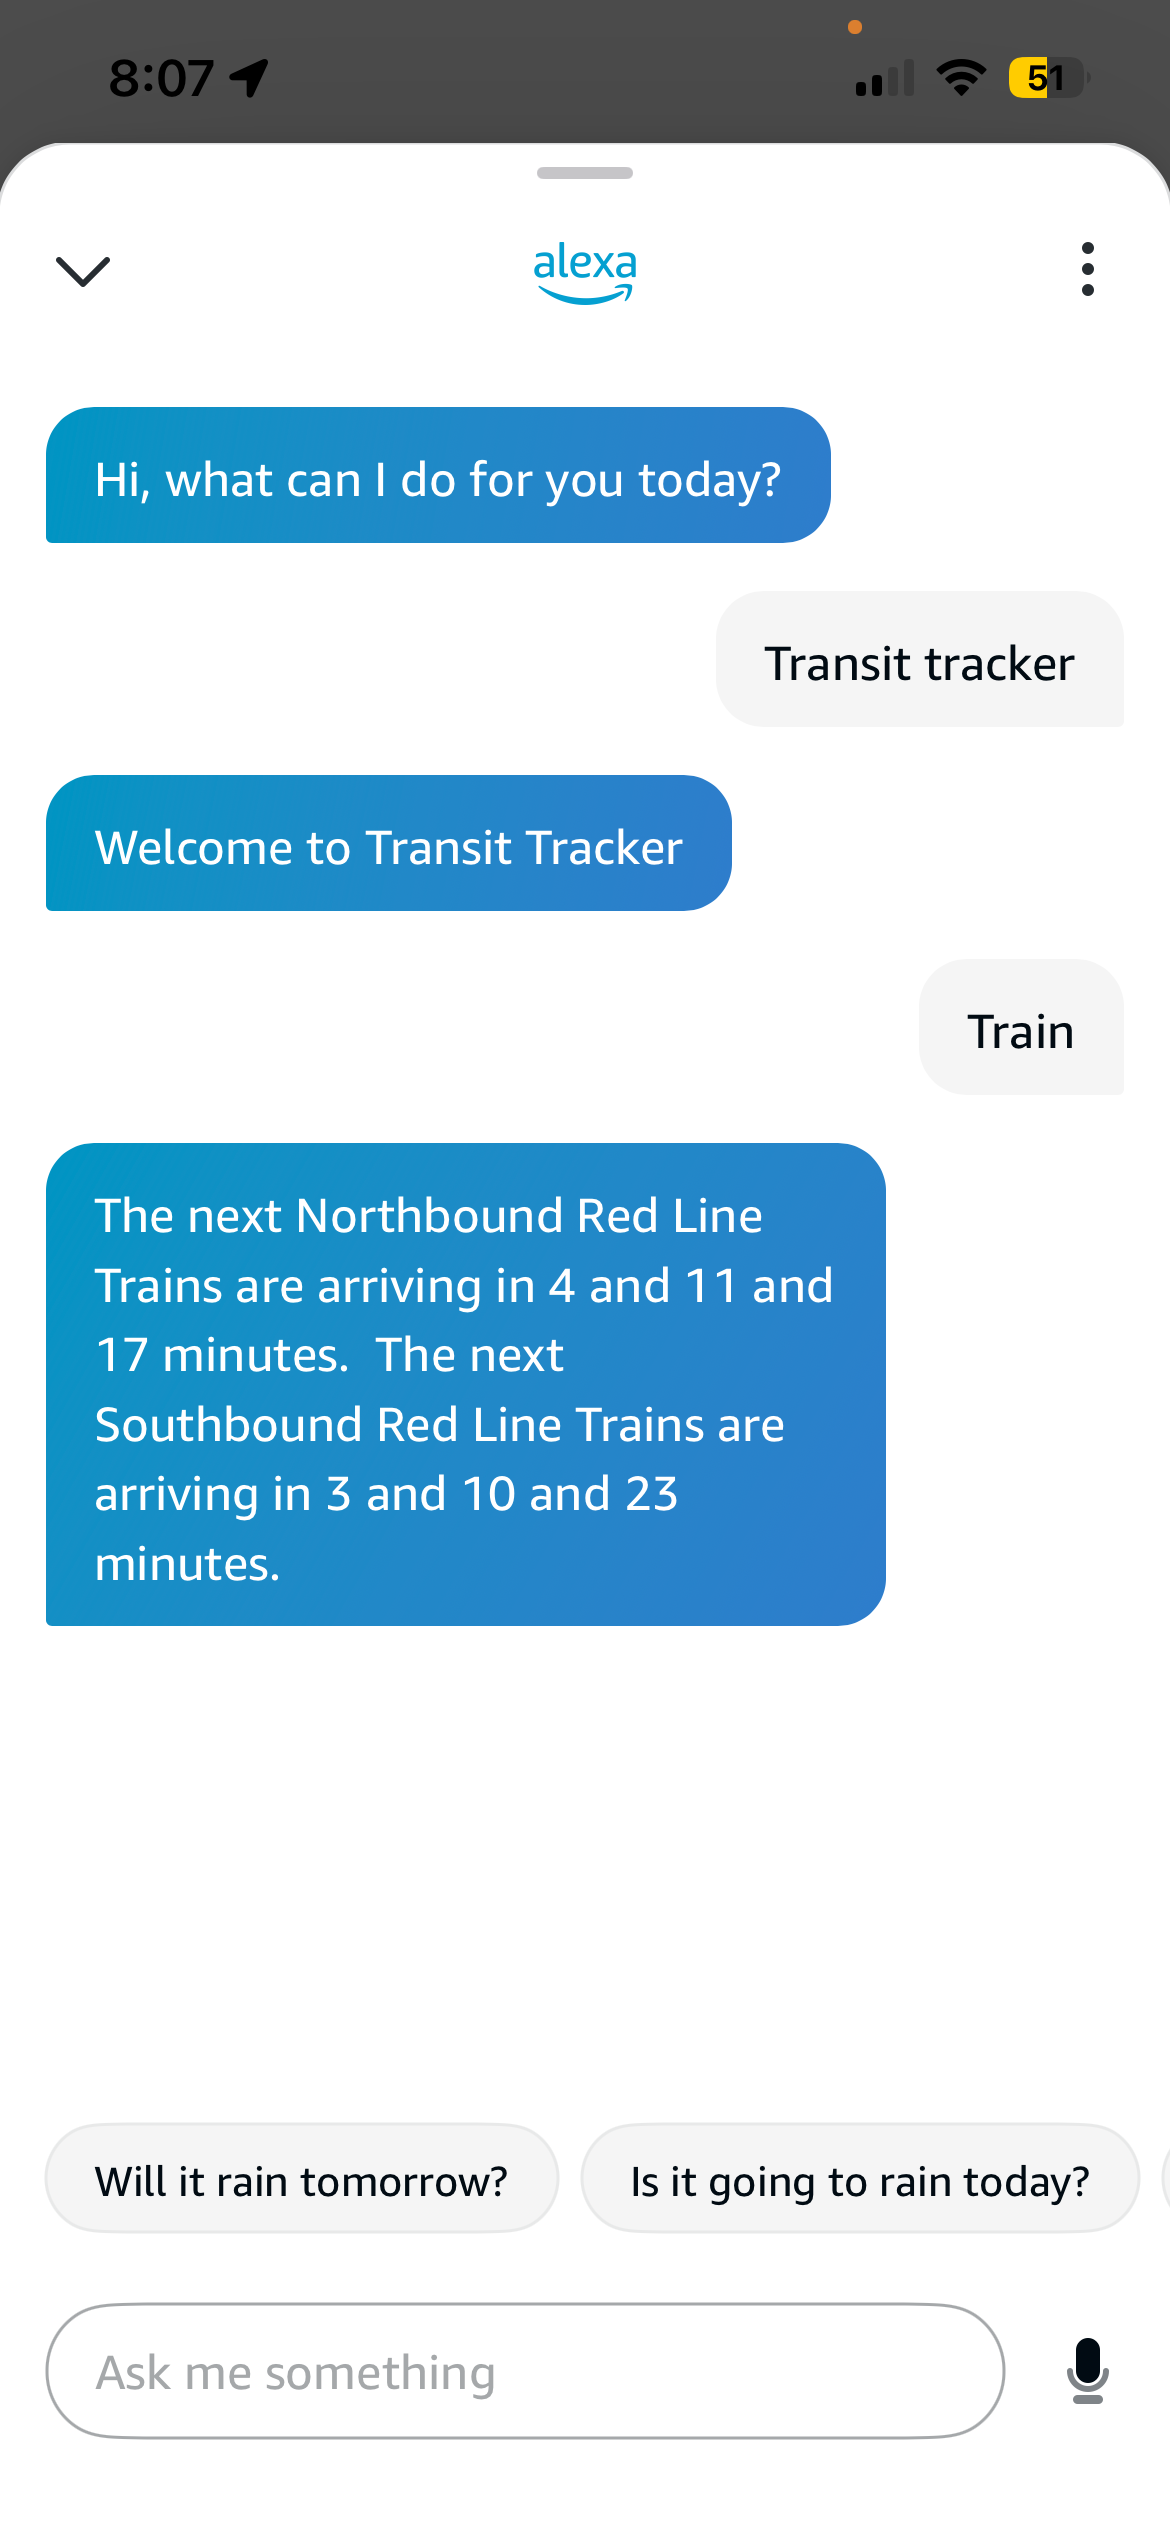 8:07
51
alexa
Hi, what can I do for you today?
Transit tracker
Welcome to Transit Tracker
Train
The next Northbound Red Line
Trains are arriving in 4 and 11 and
17 minutes.  The next
Southbound Red Line Trains are
arriving in 3 and 10 and 23
minutes.
Will it rain tomorrow?
Is it going to rain today?
Ask me something